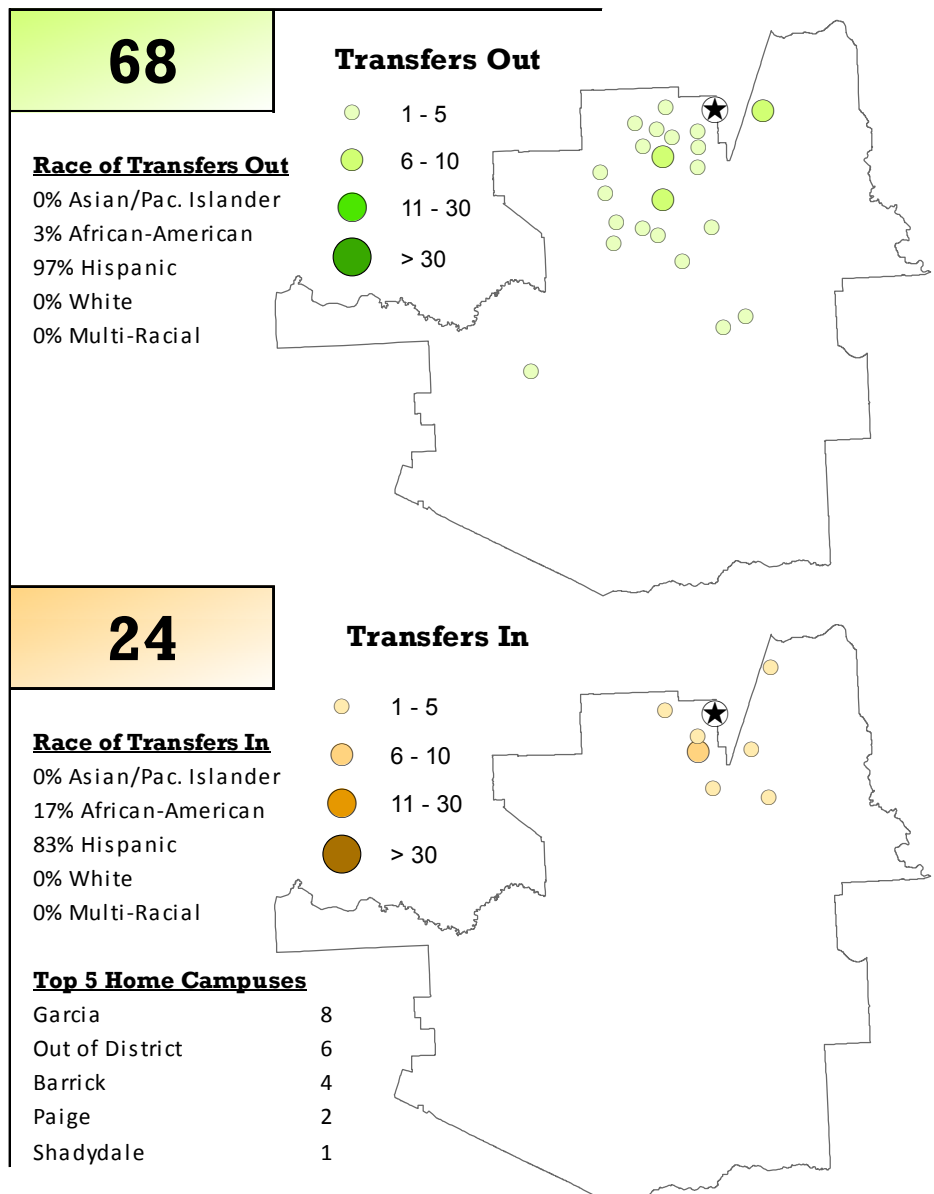 68
Transfers Out
1 - 5
6 - 10
11 - 30
> 30
Race of Transfers Out
0% Asian/Pac. Islander
3% African-American
97% Hispanic
0% White
0% Multi-Racial
24
Transfers In
1 - 5
6 - 10
11 - 30
> 30
Race of Transfers In
0% Asian/Pac. Islander
17% African-American
83% Hispanic
0% White
0% Multi-Racial
Top 5 Home Campuses
Garcia 8
Out of District 6
Barrick 4
Paige 2
Shadydale 1